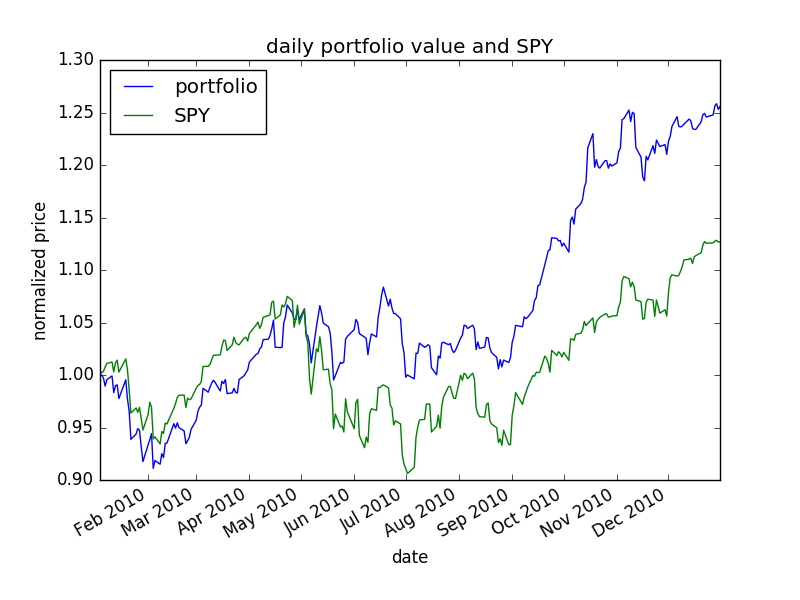 daily portfolio value and SPY
1.30
1.25
1.20
1.15
1.10
1.05
1.00
0.95
0.90
normalized price
portfolio
SPY
Feb 2010
Mar 2010
Apr 2010
May 2010
Jun 2010
Jul 2010
Aug 2010
Sep 2010
Oct 2010
Nov 2010
Dec 2010
date